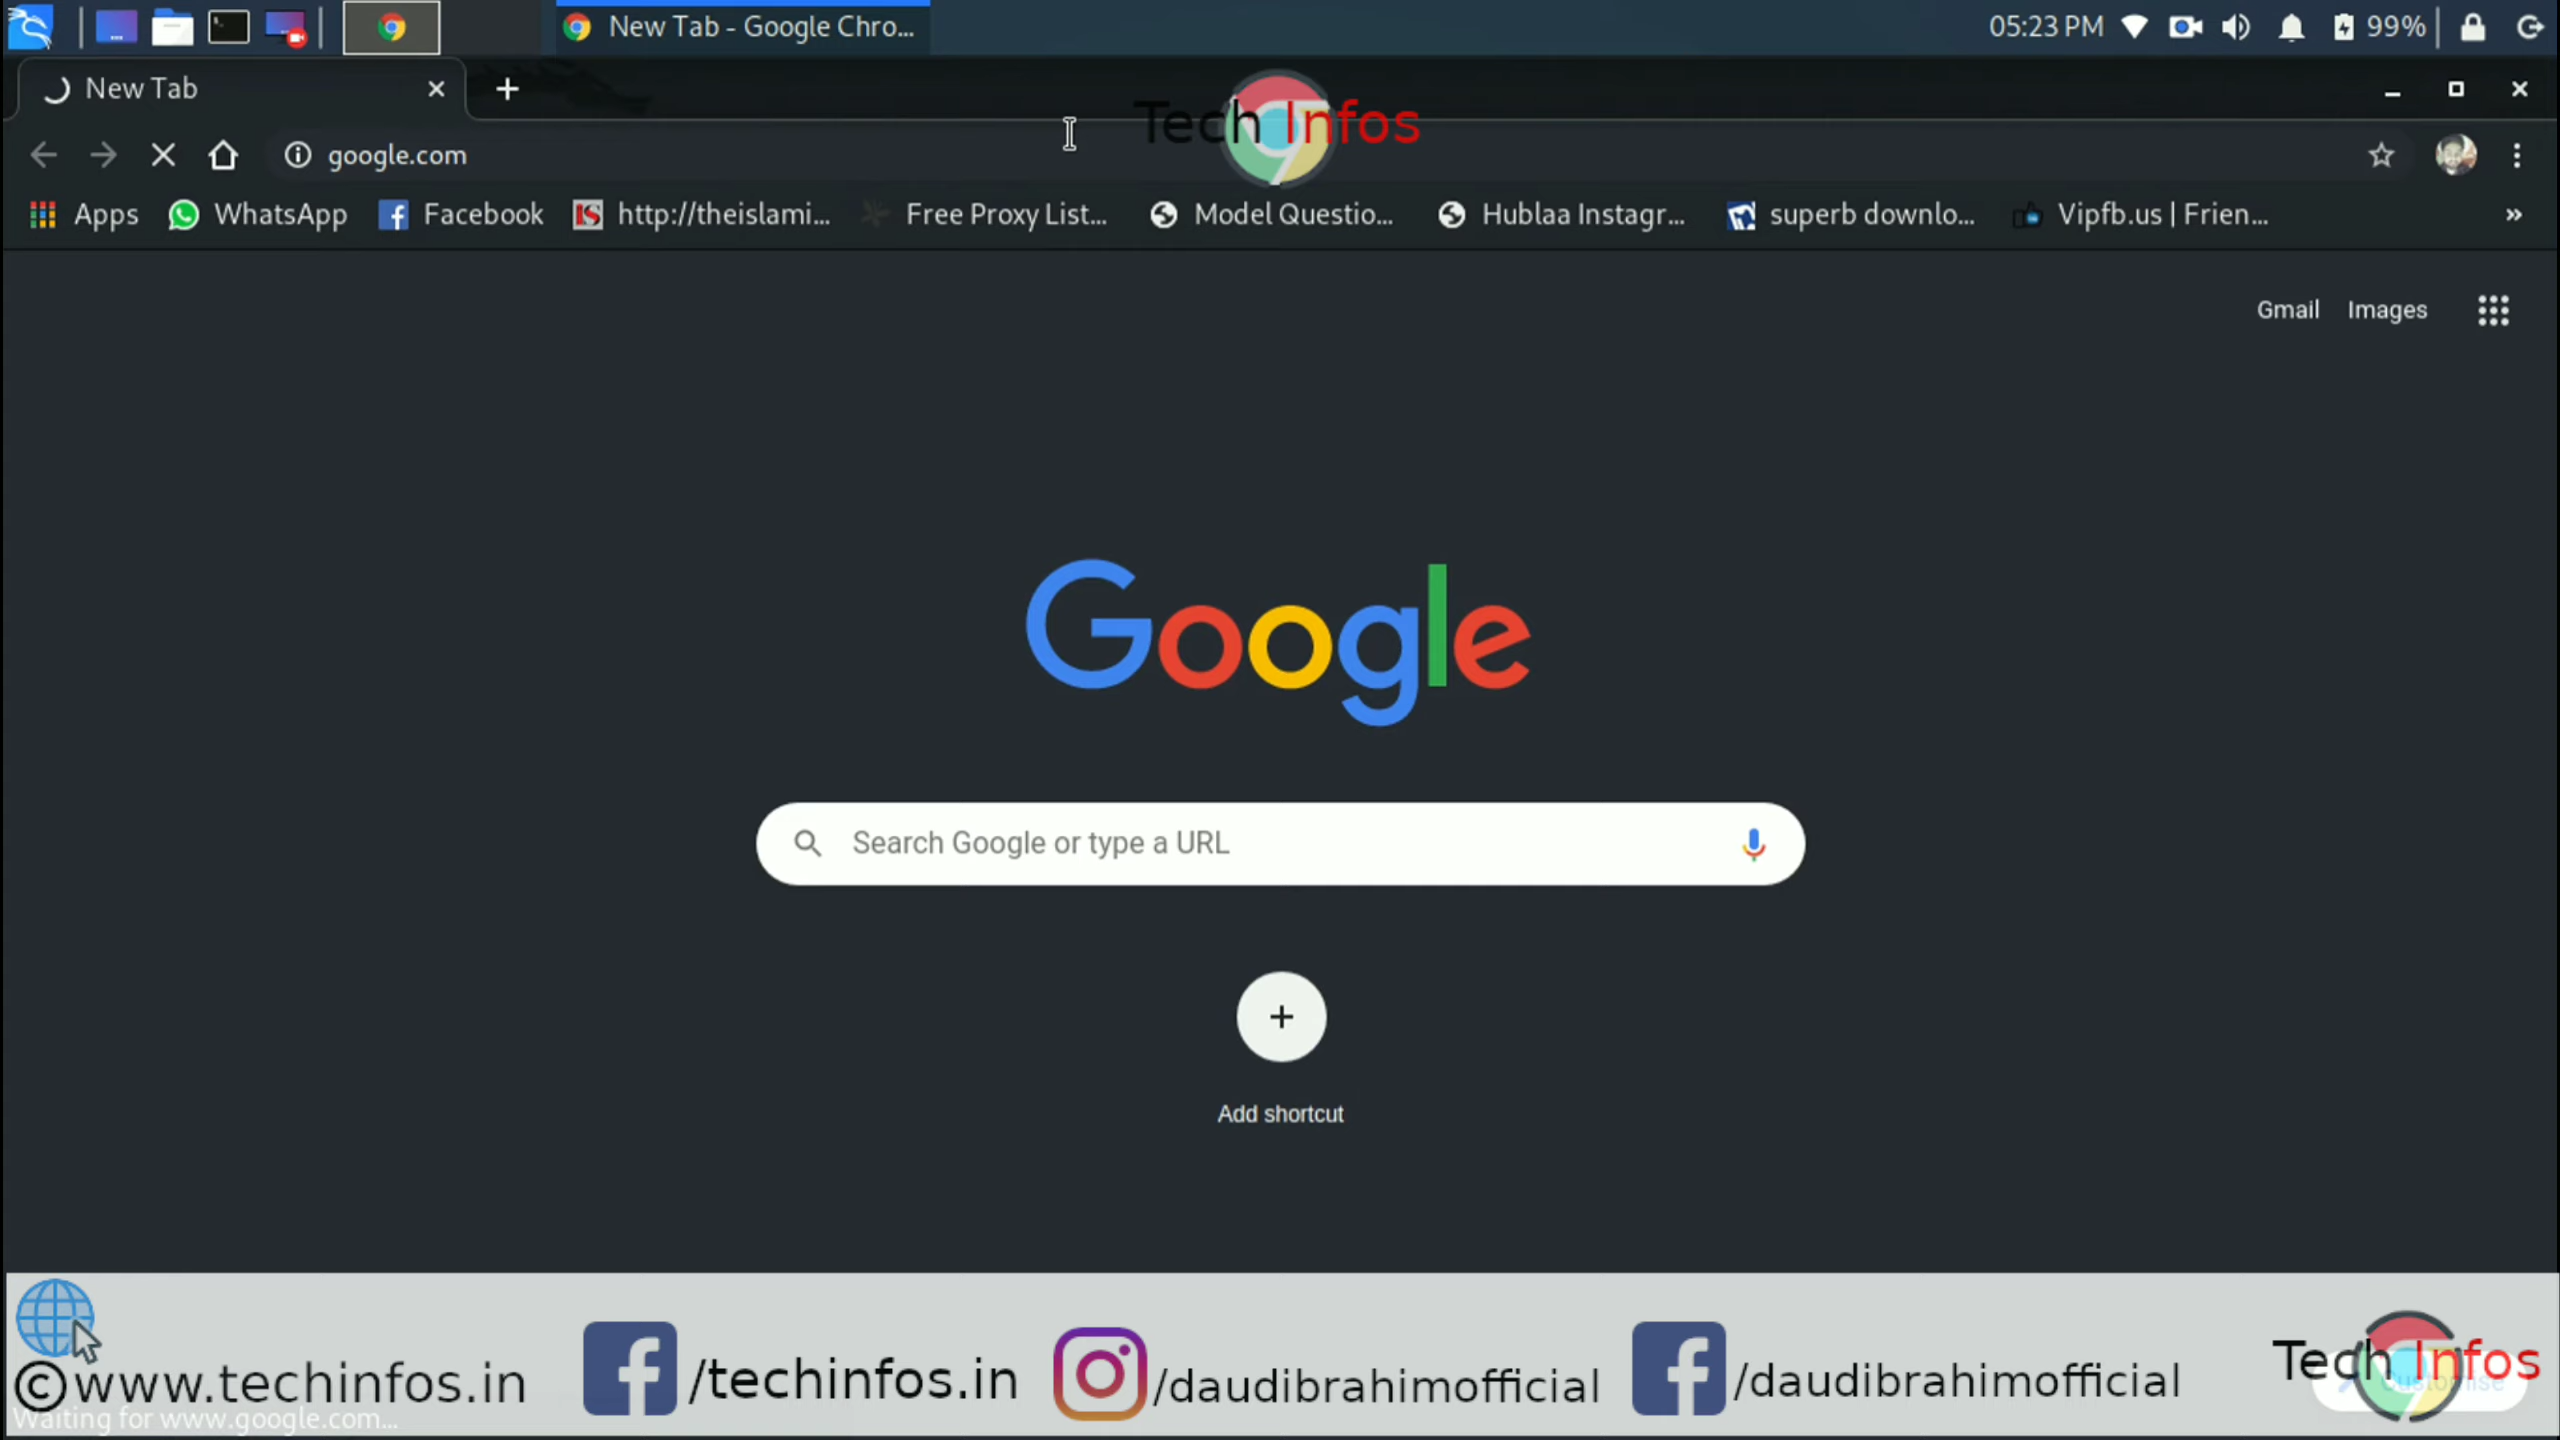 New Tab - Google Chro...
05:23 PM
99%
New Tab
Tech Infos
google.com
Apps
WhatsApp
Facebook
http://theislami...
Free Proxy List...
Model Questio...
Hublaa Instagr...
superb downlo...
Vipfb.us | Frien...
»
Gmail
Images
Google
Search Google or type a URL
Add shortcut
©www.techinfos.in
/techinfos.in
/daudibrahimofficial
/daudibrahimofficial
Tech Infos
Customise
Waiting for www.google.com...